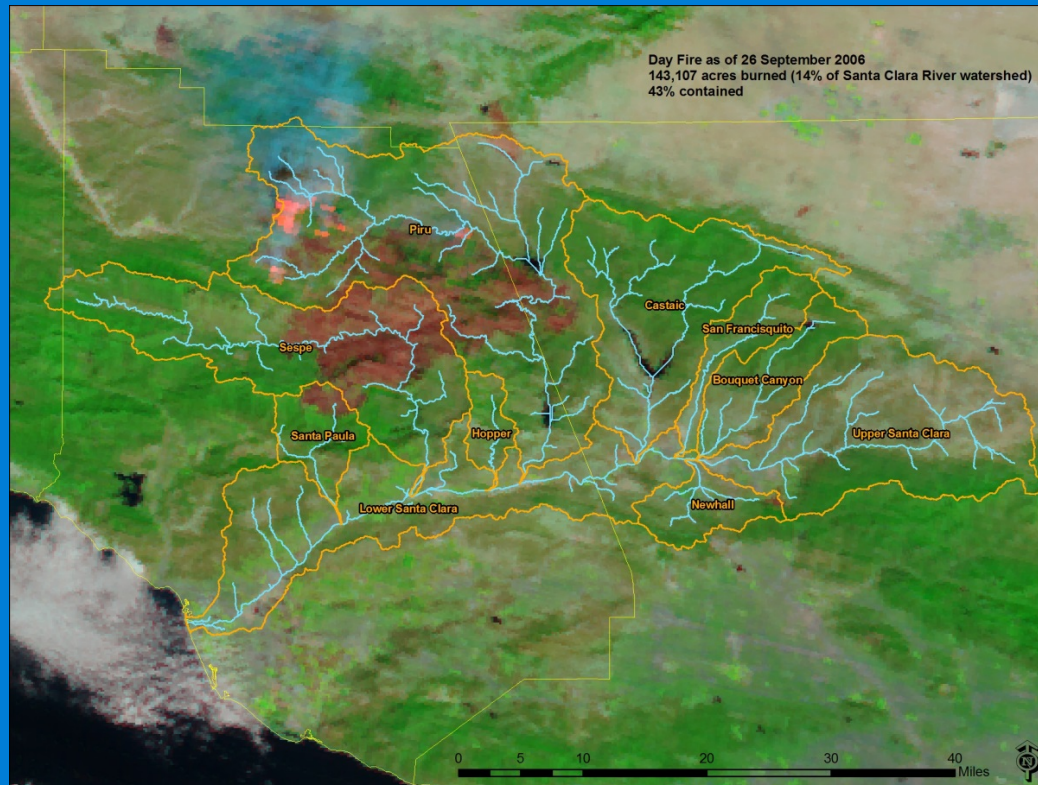 Day Fire as of 26 September 2006
143,107 acres burned (14% of Santa Clara River watershed)
43% contained
Piru
Castaic
San Francisquito
Sespe
Bouquet Canyon
Santa Paula
Hopper
Upper Santa Clara
Lower Santa Clara
Newhall
0 5 10 20 30 40
Miles
N